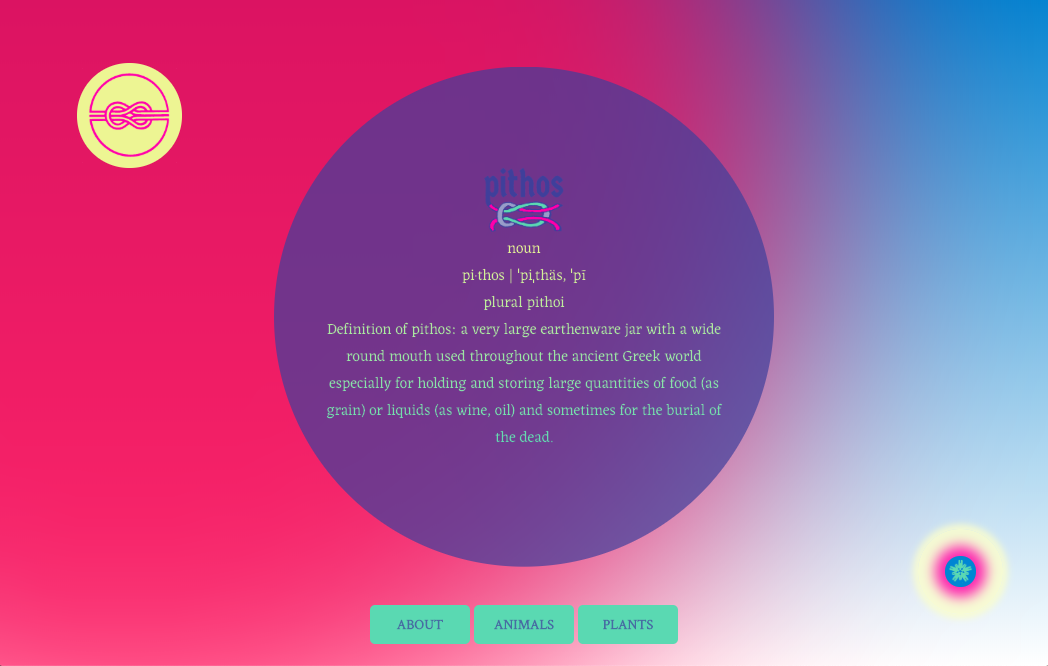 pithos
noun
pi·thos | ˈpiˌthäs, ˈpī
plural pithoi
Definition of pithos: a very large earthenware jar with a wide
round mouth used throughout the ancient Greek world
especially for holding and storing large quantities of food (as
grain) or liquids (as wine, oil) and sometimes for the burial of
the dead.
ABOUT ANIMALS PLANTS